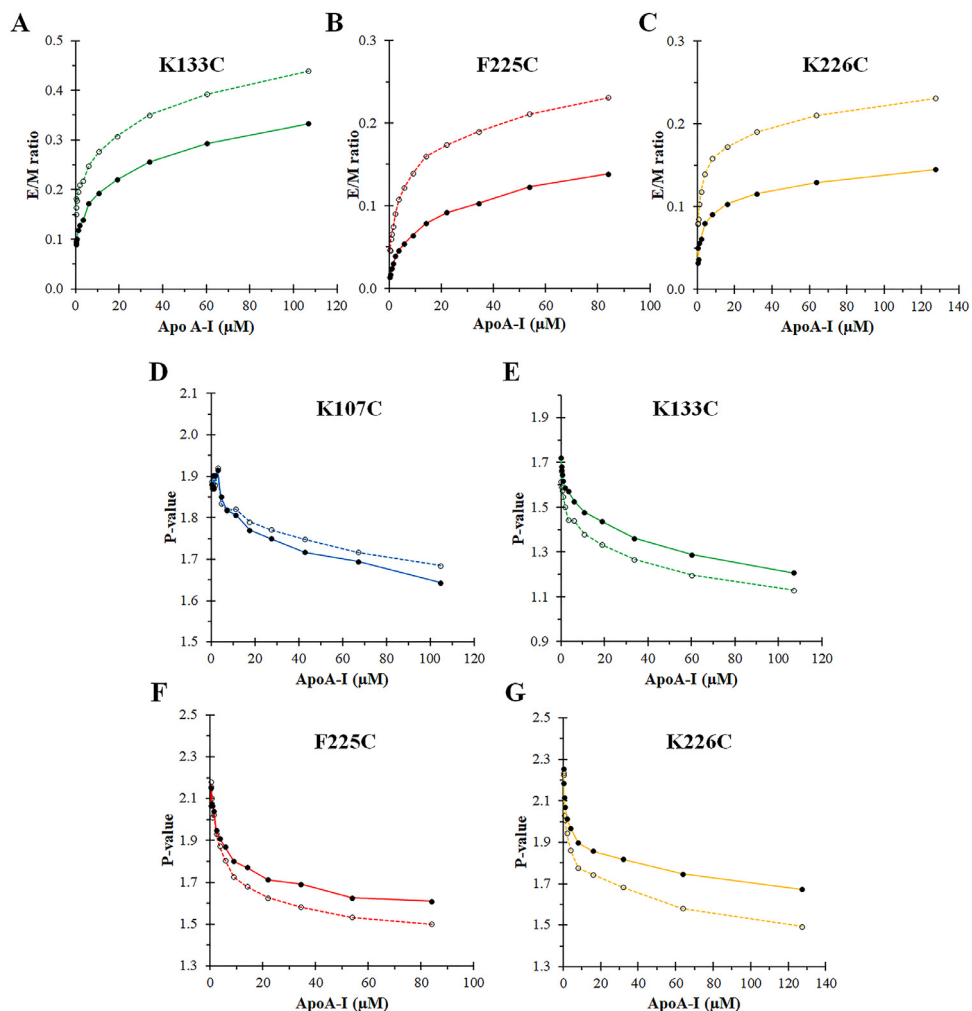 A
K133C
E/M ratio
0.5
0.4
0.3
0.2
0.1
0.0
0 20 40 60 80 100 120
Apo A-I (µM)
B
F225C
E/M ratio
0.3
0.2
0.1
0.0
0 20 40 60 80 100
ApoA-I (µM)
C
K226C
E/M ratio
0.3
0.2
0.1
0.0
0 20 40 60 80 100 120 140
ApoA-I (µM)
D
K107C
P-value
2.1
2.0
1.9
1.8
1.7
1.6
1.5
0 20 40 60 80 100 120
ApoA-I (µM)
E
K133C
P-value
1.9
1.7
1.5
1.3
1.1
0.9
0 20 40 60 80 100 120
ApoA-I (µM)
F
F225C
P-value
2.5
2.3
2.1
1.9
1.7
1.5
1.3
0 20 40 60 80 100
ApoA-I (µM)
G
K226C
P-value
2.5
2.3
2.1
1.9
1.7
1.5
1.3
0 20 40 60 80 100 120 140
ApoA-I (µM)